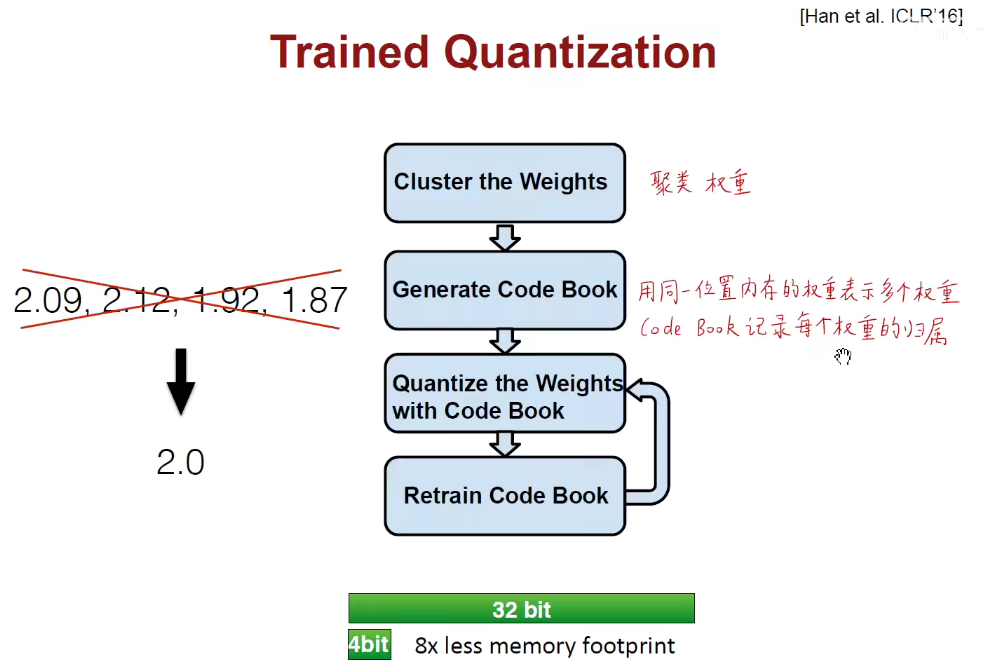 [Han et al. ICLR'16]
Trained Quantization
Cluster the Weights
聚类 权重
2.09, 2.12, 1.92, 1.87
Generate Code Book
用同一位置内存的权重表示多个权重
Code Book 记录每个权重的归属
Quantize the Weights
with Code Book
2.0
Retrain Code Book
32 bit
4bit
8x less memory footprint